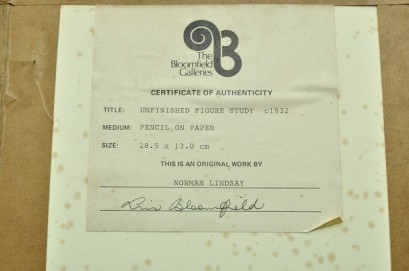 The
Bloomfield
Galleries
CERTIFICATE OF AUTHENTICITY
TITLE: UNFINISHED FIGURE STUDY c1932
MEDIUM: PENCIL ON PAPER
SIZE: 28.5 x 13.0 cm
THIS IS AN ORIGINAL WORK BY
NORMAN LINDSAY
Lin Bloomfield